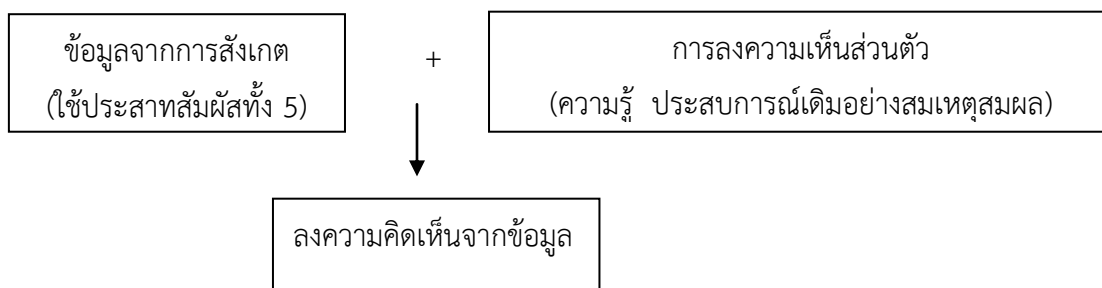 ข้อมูลจากการสังเกต
(ใช้ประสาทสัมผัสทั้ง 5)
+
การลงความเห็นส่วนตัว
(ความรู้ ประสบการณ์เดิมอย่างสมเหตุสมผล)
ลงความคิดเห็นจากข้อมูล